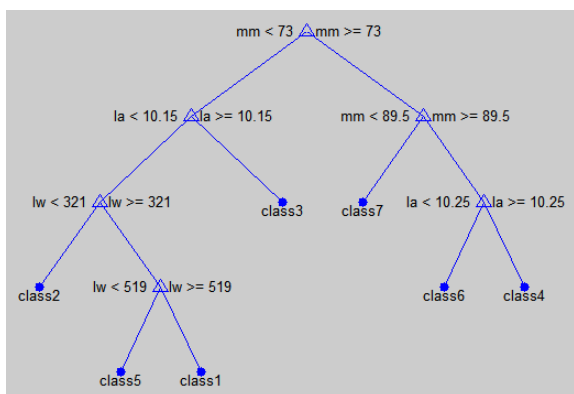 mm < 73 mm >= 73
la < 10.15 la >= 10.15 mm < 89.5 mm >= 89.5
lw < 321 lw >= 321 class3 class7 la < 10.25 la >= 10.25
class2 lw < 519 lw >= 519 class6 class4
class5 class1